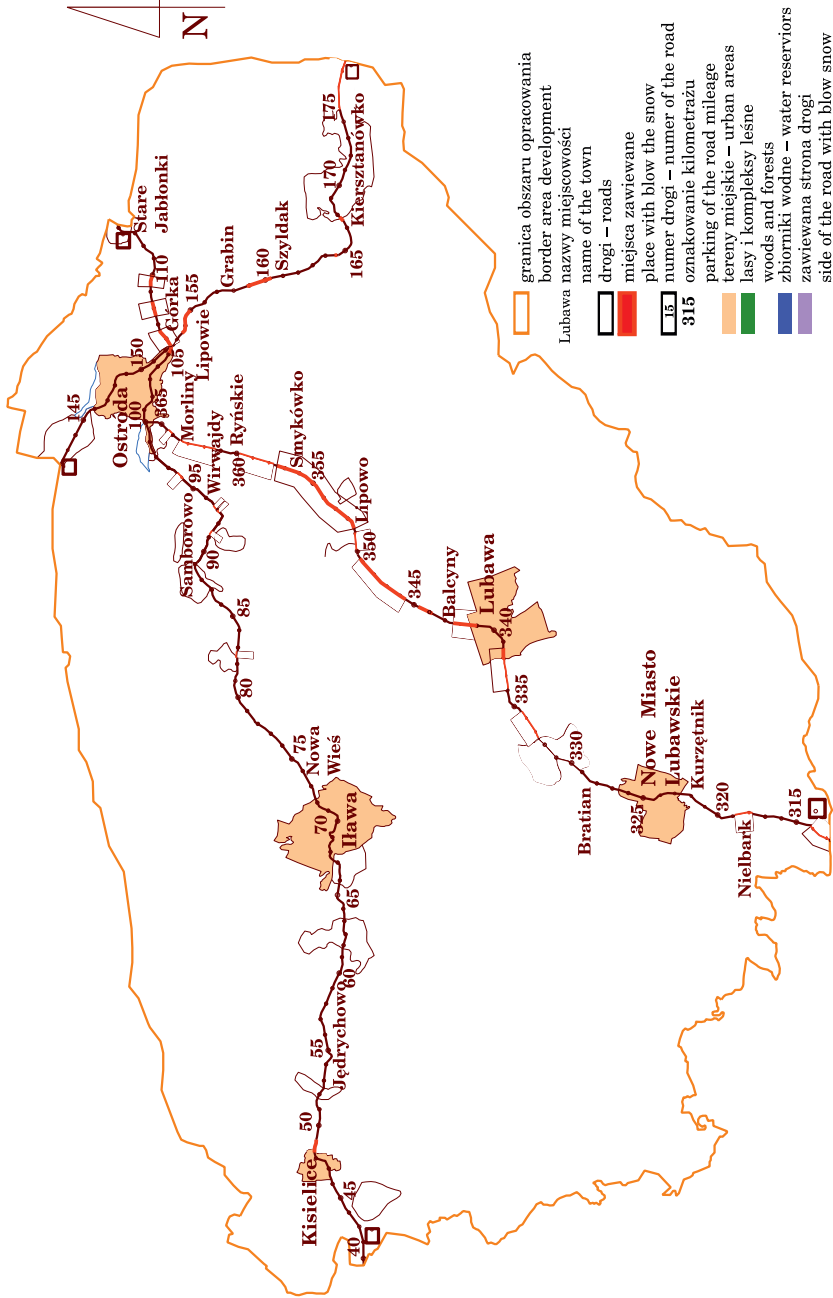 N
Stare
Jabłonki
110
Górka
155
Grabin
160
Szyldak
165
170
Kiersztanówko
175
145
150
Ostróda
100
105
Lipowie
365
Morliny
95
Wirwajdy
360
Ryńskie
Samborowo
90
Smykówko
355
Lipowo
350
85
80
345
Balcyny
Lubawa
340
335
75
Nowa
Wieś
70
Iława
330
Bratian
Nowe Miasto
Lubawskie
325
Kurzętnik
320
Nielbark
315
65
60
Jędrychowo
55
50
Kisielice
45
40
granica obszaru opracowania
border area development
Lubawa nazwy miejscowości
name of the town
drogi – roads
miejsca zawiewane
place with blow the snow
15 numer drogi – numer of the road
315 oznakowanie kilometrażu
parking of the road mileage
tereny miejskie – urban areas
lasy i kompleksy leśne
woods and forests
zbiorniki wodne – water reserviors
zawiewana strona drogi
side of the road with blow snow